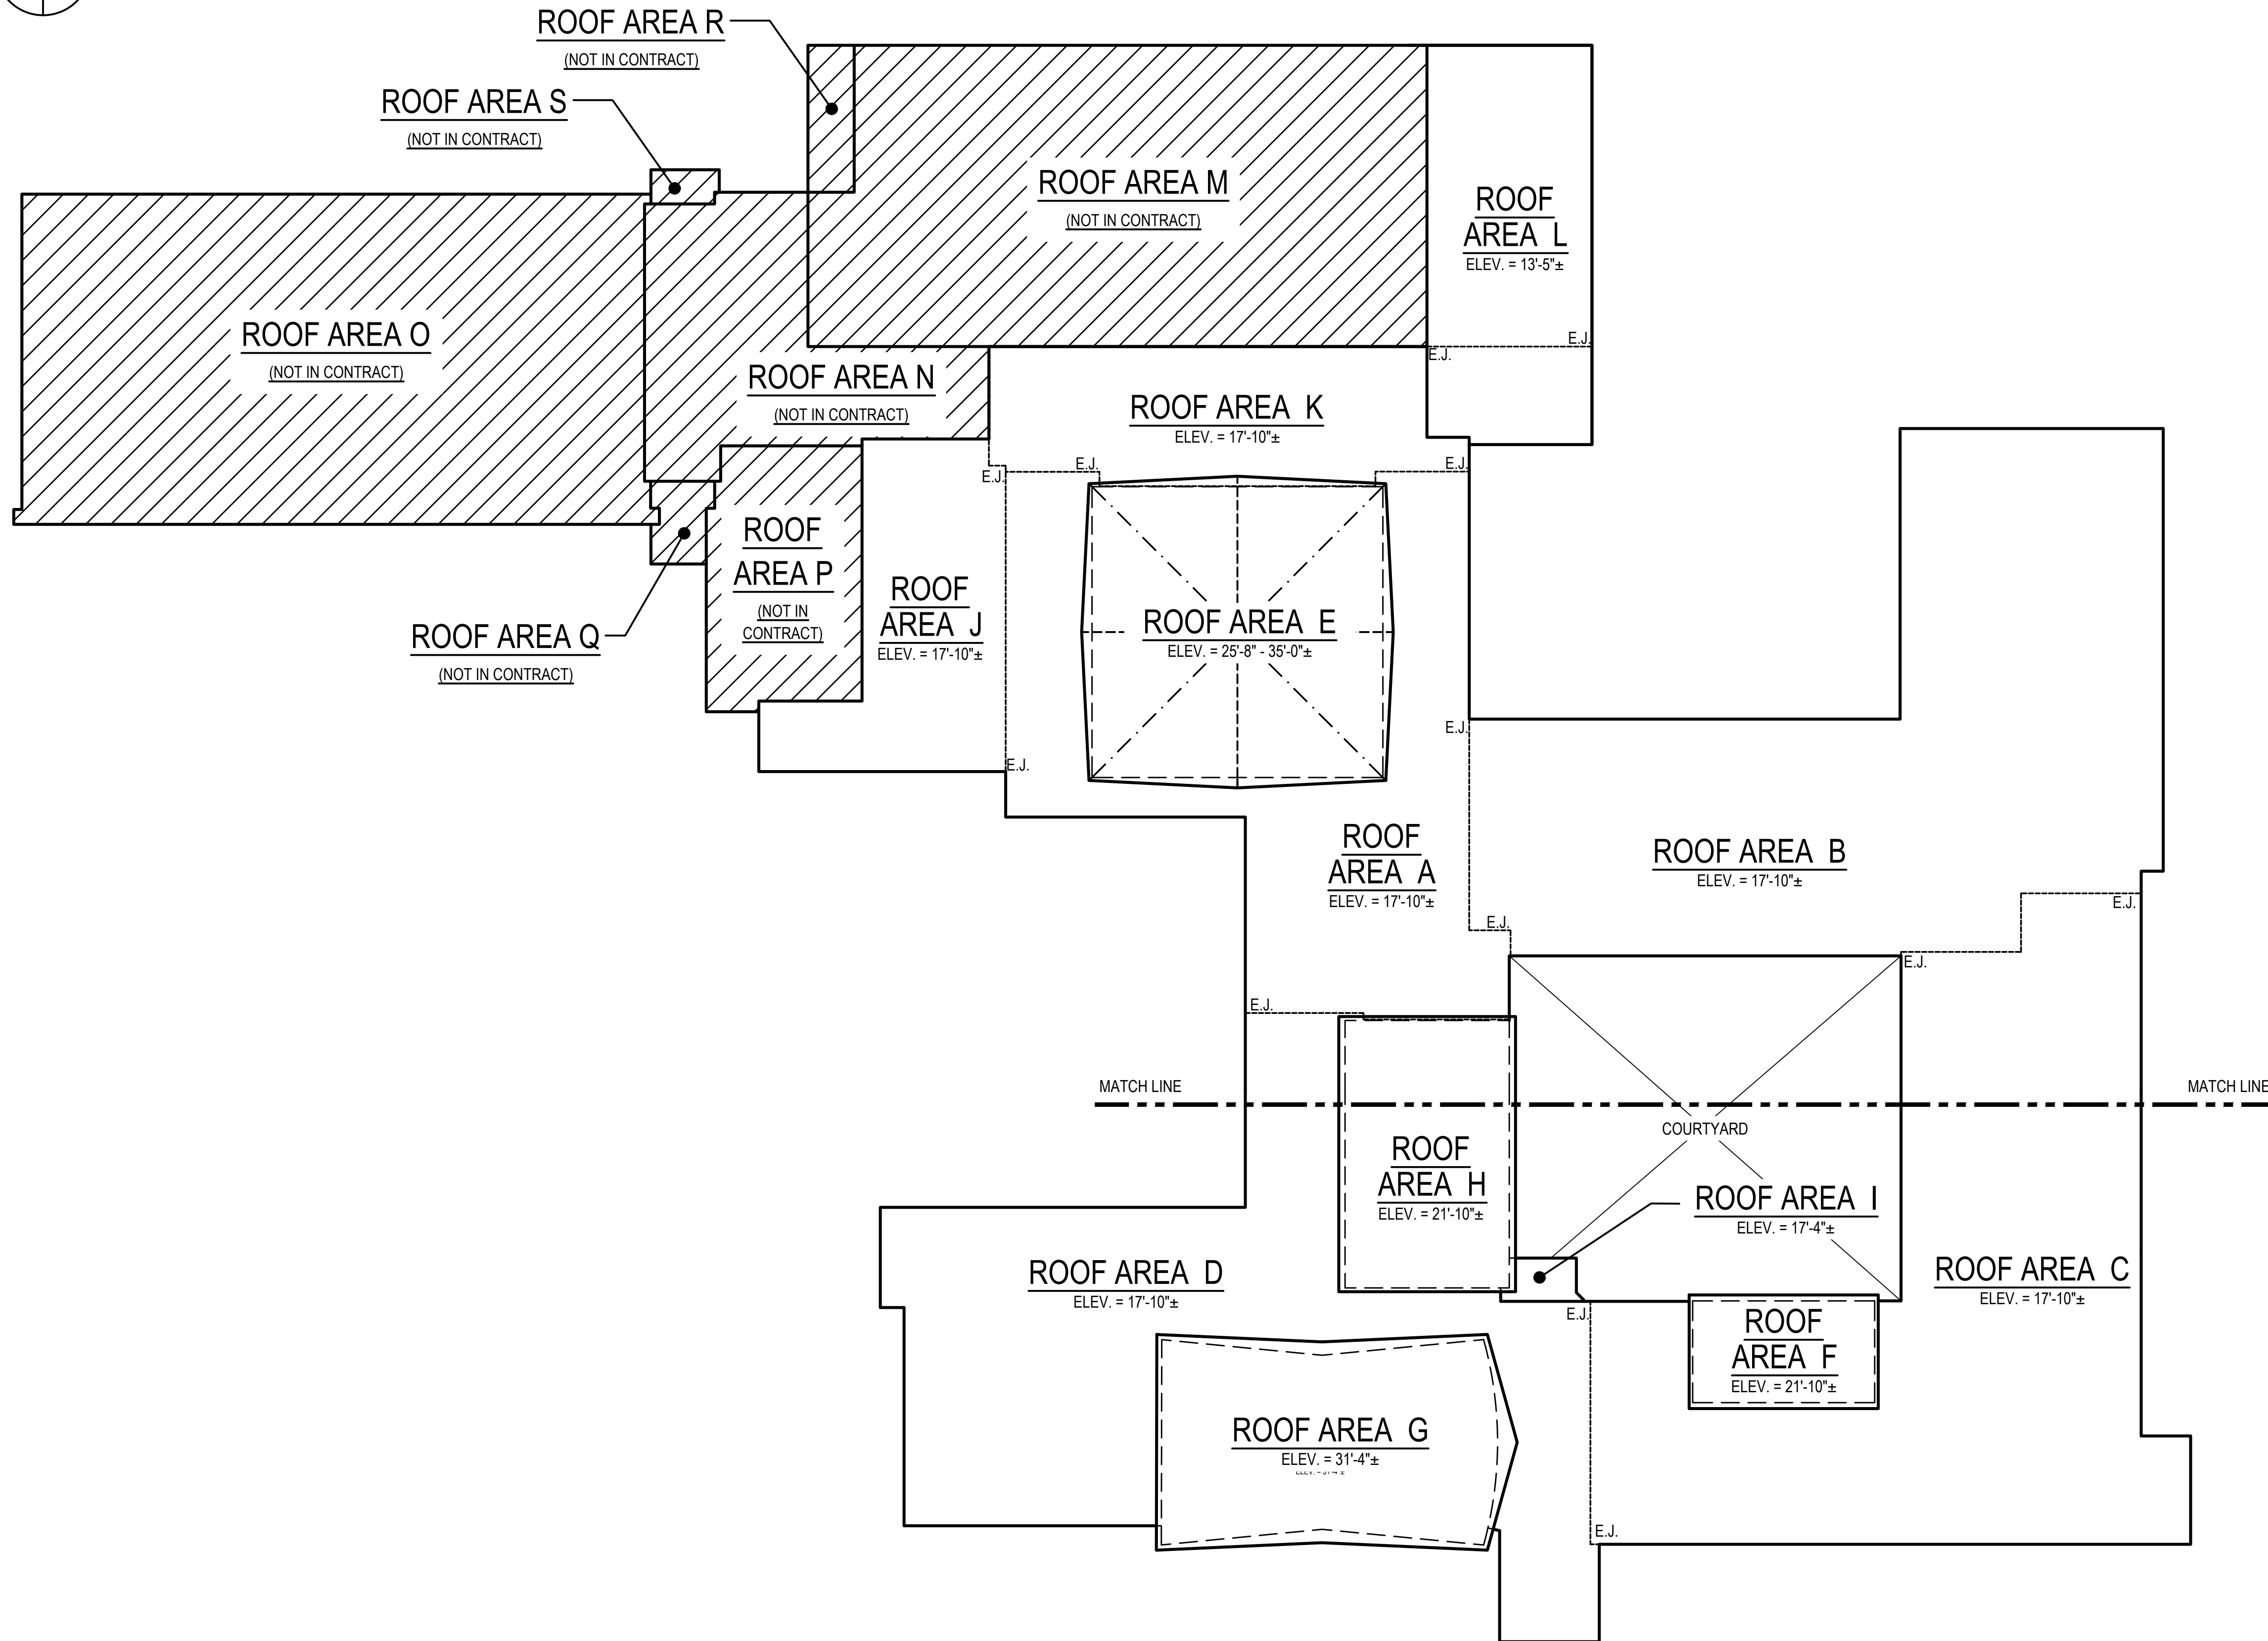 ROOF AREA R
(NOT IN CONTRACT)
ROOF AREA S
(NOT IN CONTRACT)
ROOF AREA M
(NOT IN CONTRACT)
ROOF
AREA L
ELEV. = 13'-5"±
E.J.
E.J.
ROOF AREA O
(NOT IN CONTRACT)
ROOF AREA N
(NOT IN CONTRACT)
ROOF AREA K
ELEV. = 17'-10"±
E.J.
E.J.
E.J.
ROOF
AREA P
(NOT IN
CONTRACT)
ROOF
AREA J
ELEV. = 17'-10"±
ROOF AREA E
ELEV. = 25'-8" - 35'-0"±
ROOF AREA Q
(NOT IN CONTRACT)
E.J.
E.J.
ROOF
AREA A
ELEV. = 17'-10"±
ROOF AREA B
ELEV. = 17'-10"±
E.J.
E.J.
E.J.
E.J.
MATCH LINE
MATCH LINE
COURTYARD
ROOF
AREA H
ELEV. = 21'-10"±
ROOF AREA I
ELEV. = 17'-4"±
ROOF AREA D
ELEV. = 17'-10"±
ROOF AREA C
ELEV. = 17'-10"±
E.J.
ROOF
AREA F
ELEV. = 21'-10"±
ROOF AREA G
ELEV. = 31'-4"±
E.J.